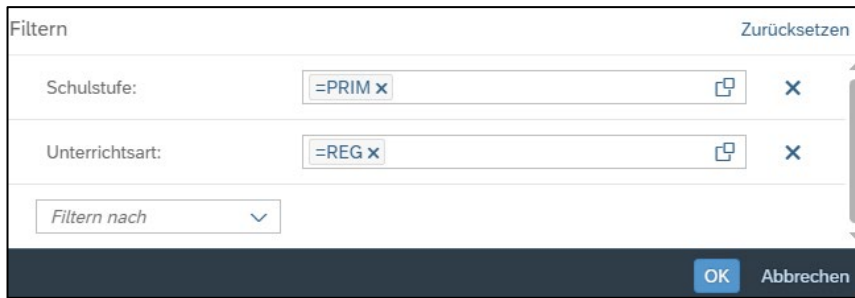 Filtern Zurücksetzen
Schulstufe: =PRIM ×
Unterrichtsart: =REG ×
Filtern nach
OK Abbrechen